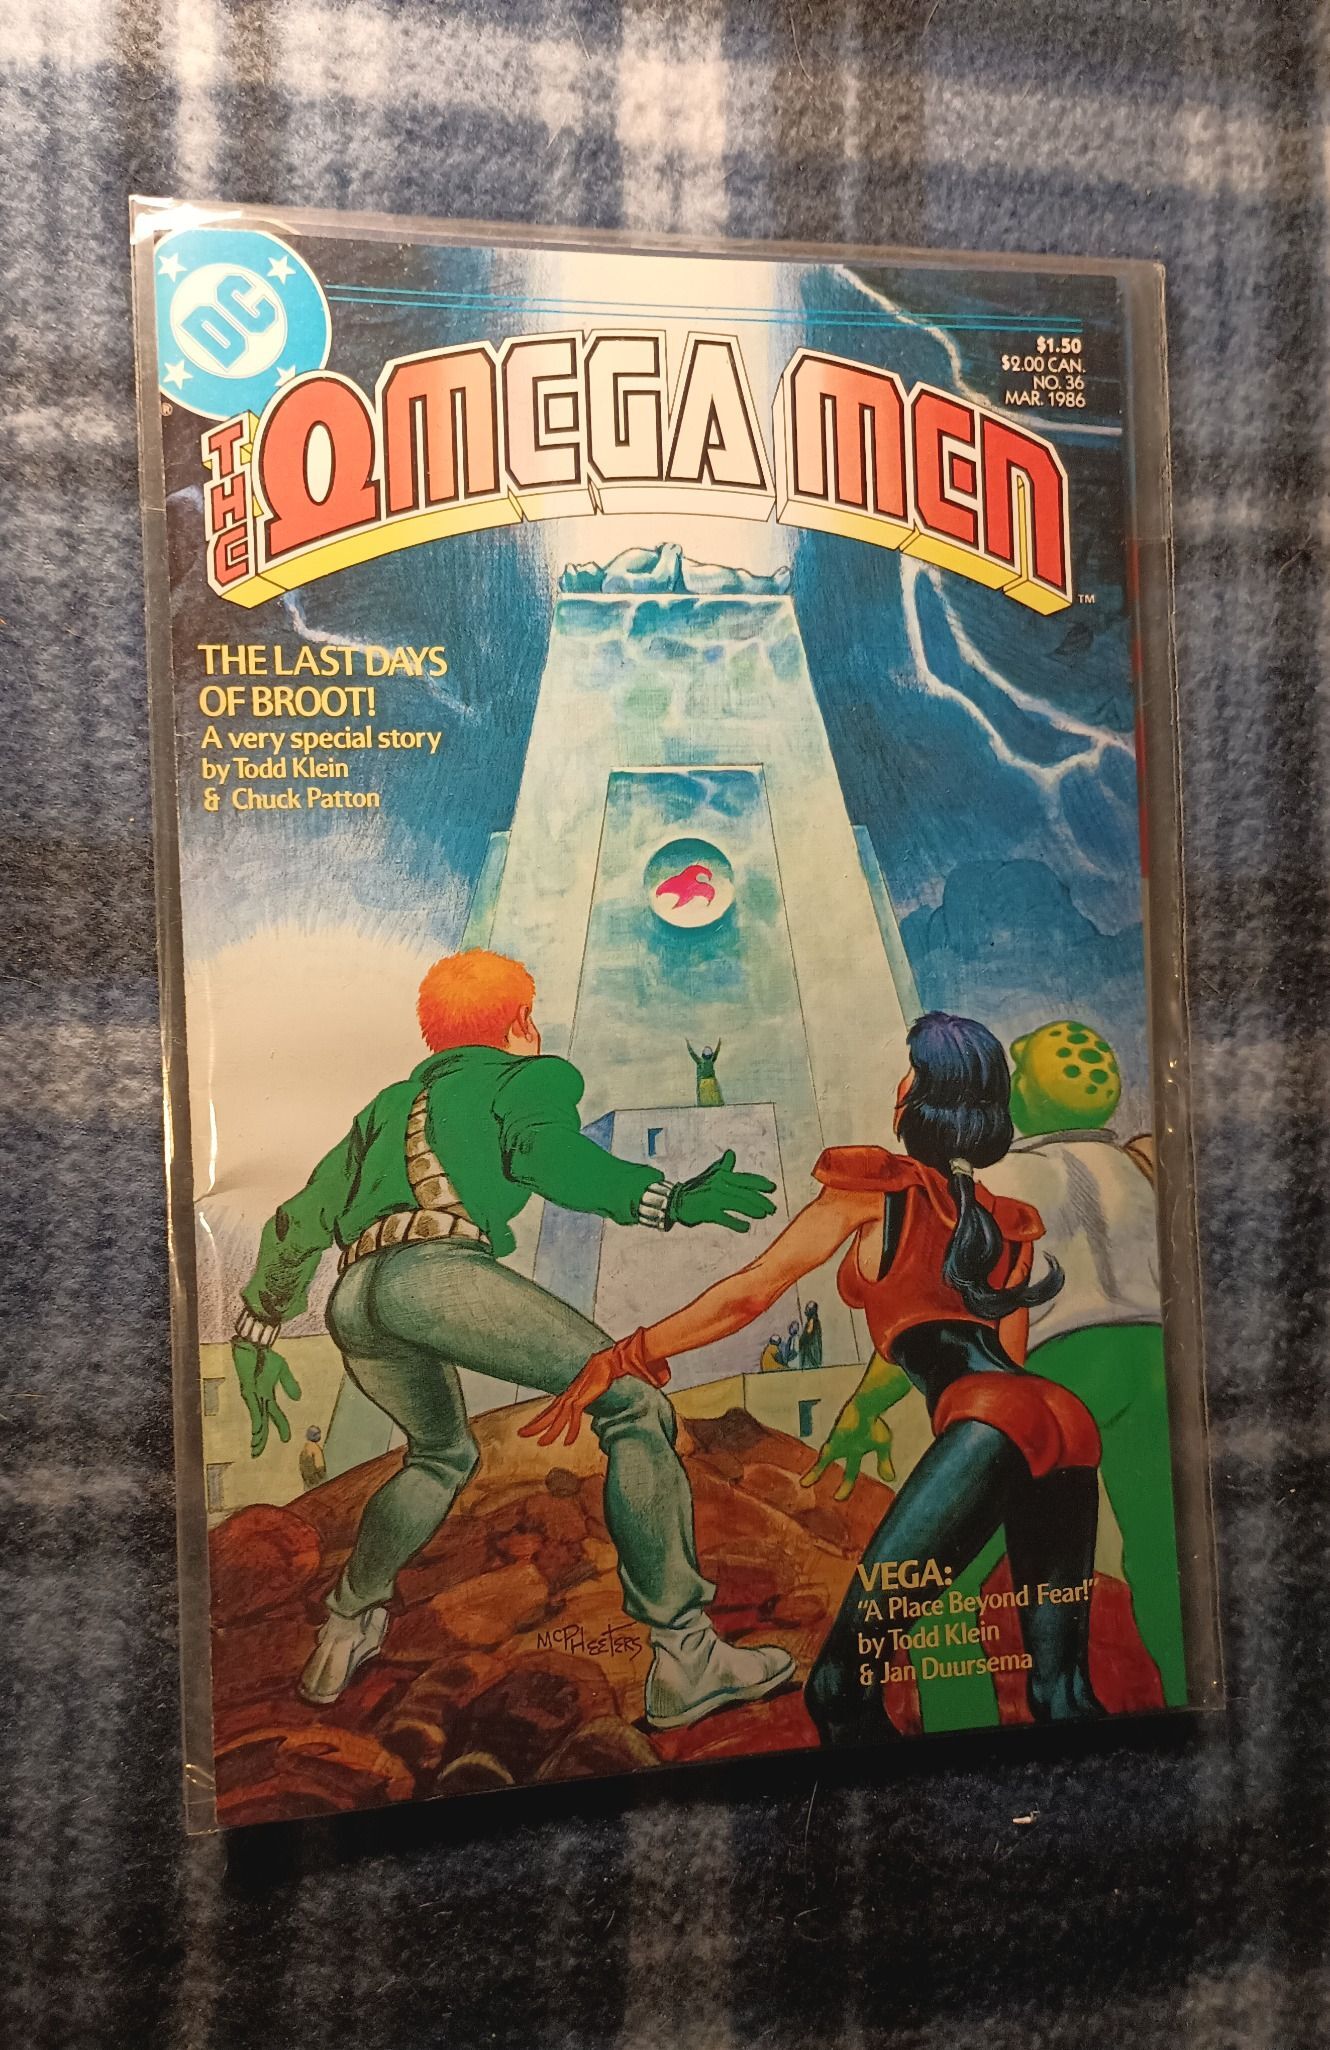 DC
®
$1.50
$2.00 CAN.
NO. 36
MAR. 1986
THE OMEGA MEN
TM
THE LAST DAYS
OF BROOT!
A very special story
by Todd Klein
& Chuck Patton
VEGA:
"A Place Beyond Fear!"
by Todd Klein
& Jan Duursema
McPHEETERS